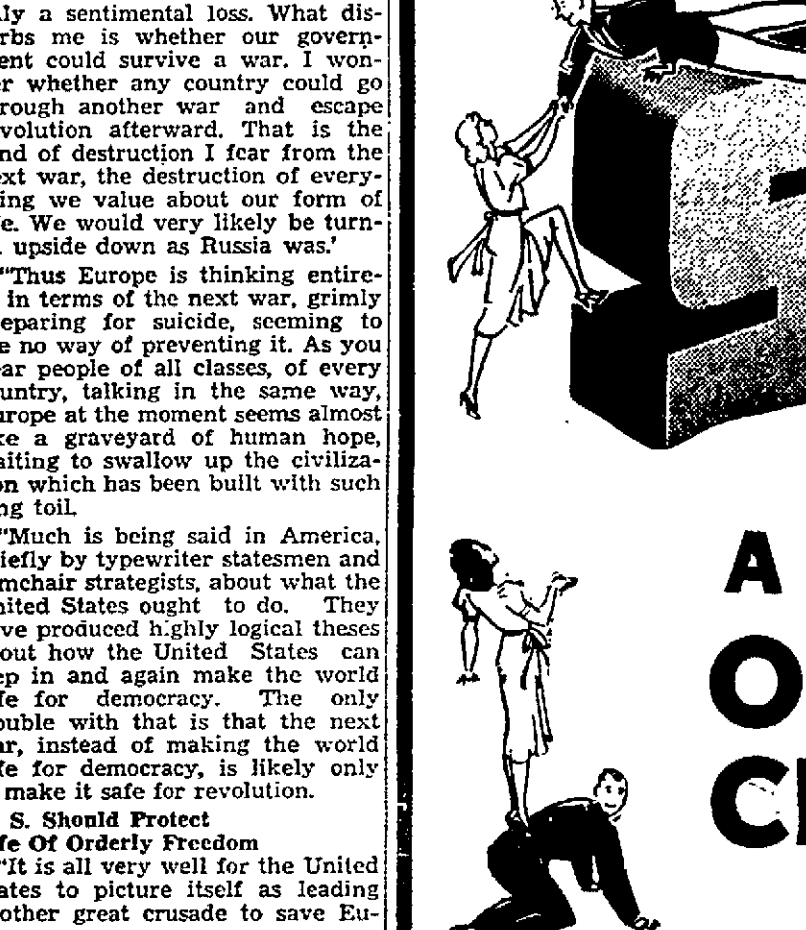 ly a sentimental loss. What dis-
rbs me is whether our govern-
ent could survive a war. I won-
er whether any country could go
rough another war and escape
volution afterward. That is the
nd of destruction I fear from the
ext war, the destruction of every-
ing we value about our form of
e. We would very likely be turn-
. upside down as Russia was.'
"Thus Europe is thinking entire-
in terms of the next war, grimly
eparing for suicide, seeming to
e no way of preventing it. As you
ar people of all classes, of every
untry, talking in the same way,
urope at the moment seems almost
ke a graveyard of human hope,
aiting to swallow up the civiliza-
on which has been built with such
ng toil.
"Much is being said in America,
iefly by typewriter statesmen and
mchair strategists, about what the
nited States ought to do. They
ve produced highly logical theses
out how the United States can
ep in and again make the world
fe for democracy. The only
ouble with that is that the next
ar, instead of making the world
fe for democracy, is likely only
make it safe for revolution.
S. Should Protect
fe Of Orderly Freedom
"It is all very well for the United
ates to picture itself as leading
other great crusade to save Eu-
A
O
C